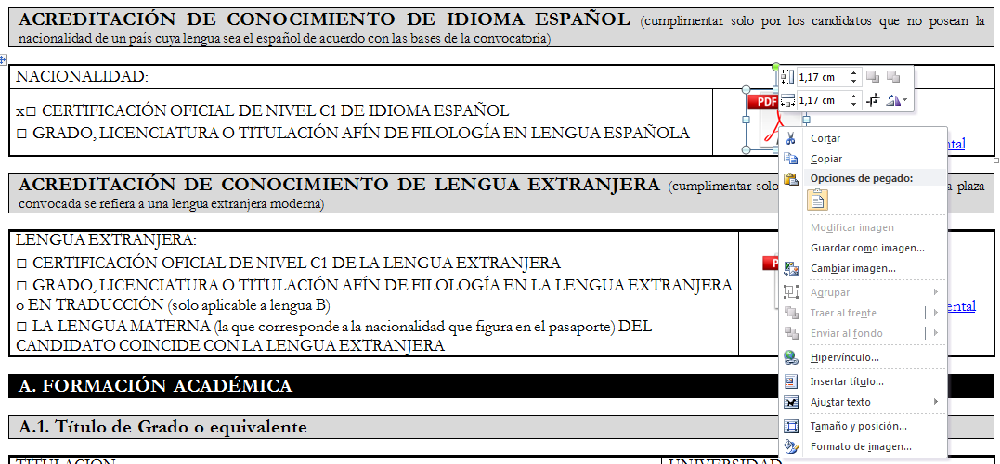 ACREDITACIÓN DE CONOCIMIENTO DE IDIOMA ESPAÑOL (cumplimentar solo por los candidatos que no posean la
nacionalidad de un país cuya lengua sea el español de acuerdo con las bases de la convocatoria)
NACIONALIDAD:
x□ CERTIFICACIÓN OFICIAL DE NIVEL C1 DE IDIOMA ESPAÑOL
□ GRADO, LICENCIATURA O TITULACIÓN AFÍN DE FILOLOGÍA EN LENGUA ESPAÑOLA
PDF
1,17 cm
1,17 cm
ntal
ACREDITACIÓN DE CONOCIMIENTO DE LENGUA EXTRANJERA (cumplimentar solo
a plaza
convocada se refiera a una lengua extranjera moderna)
LENGUA EXTRANJERA:
□ CERTIFICACIÓN OFICIAL DE NIVEL C1 DE LA LENGUA EXTRANJERA
□ GRADO, LICENCIATURA O TITULACIÓN AFÍN DE FILOLOGÍA EN LA LENGUA EXTRANJERA
o EN TRADUCCIÓN (solo aplicable a lengua B)
□ LA LENGUA MATERNA (la que corresponde a la nacionalidad que figura en el pasaporte) DEL
CANDIDATO COINCIDE CON LA LENGUA EXTRANJERA
mental
A. FORMACIÓN ACADÉMICA
A.1. Título de Grado o equivalente
TITULACIÓN
UNIVERSIDAD
Cortar
Copiar
Opciones de pegado:
Modificar imagen
Guardar como imagen...
Cambiar imagen...
Agrupar
Traer al frente
Enviar al fondo
Hipervínculo...
Insertar título...
Ajustar texto
Tamaño y posición...
Formato de imagen...